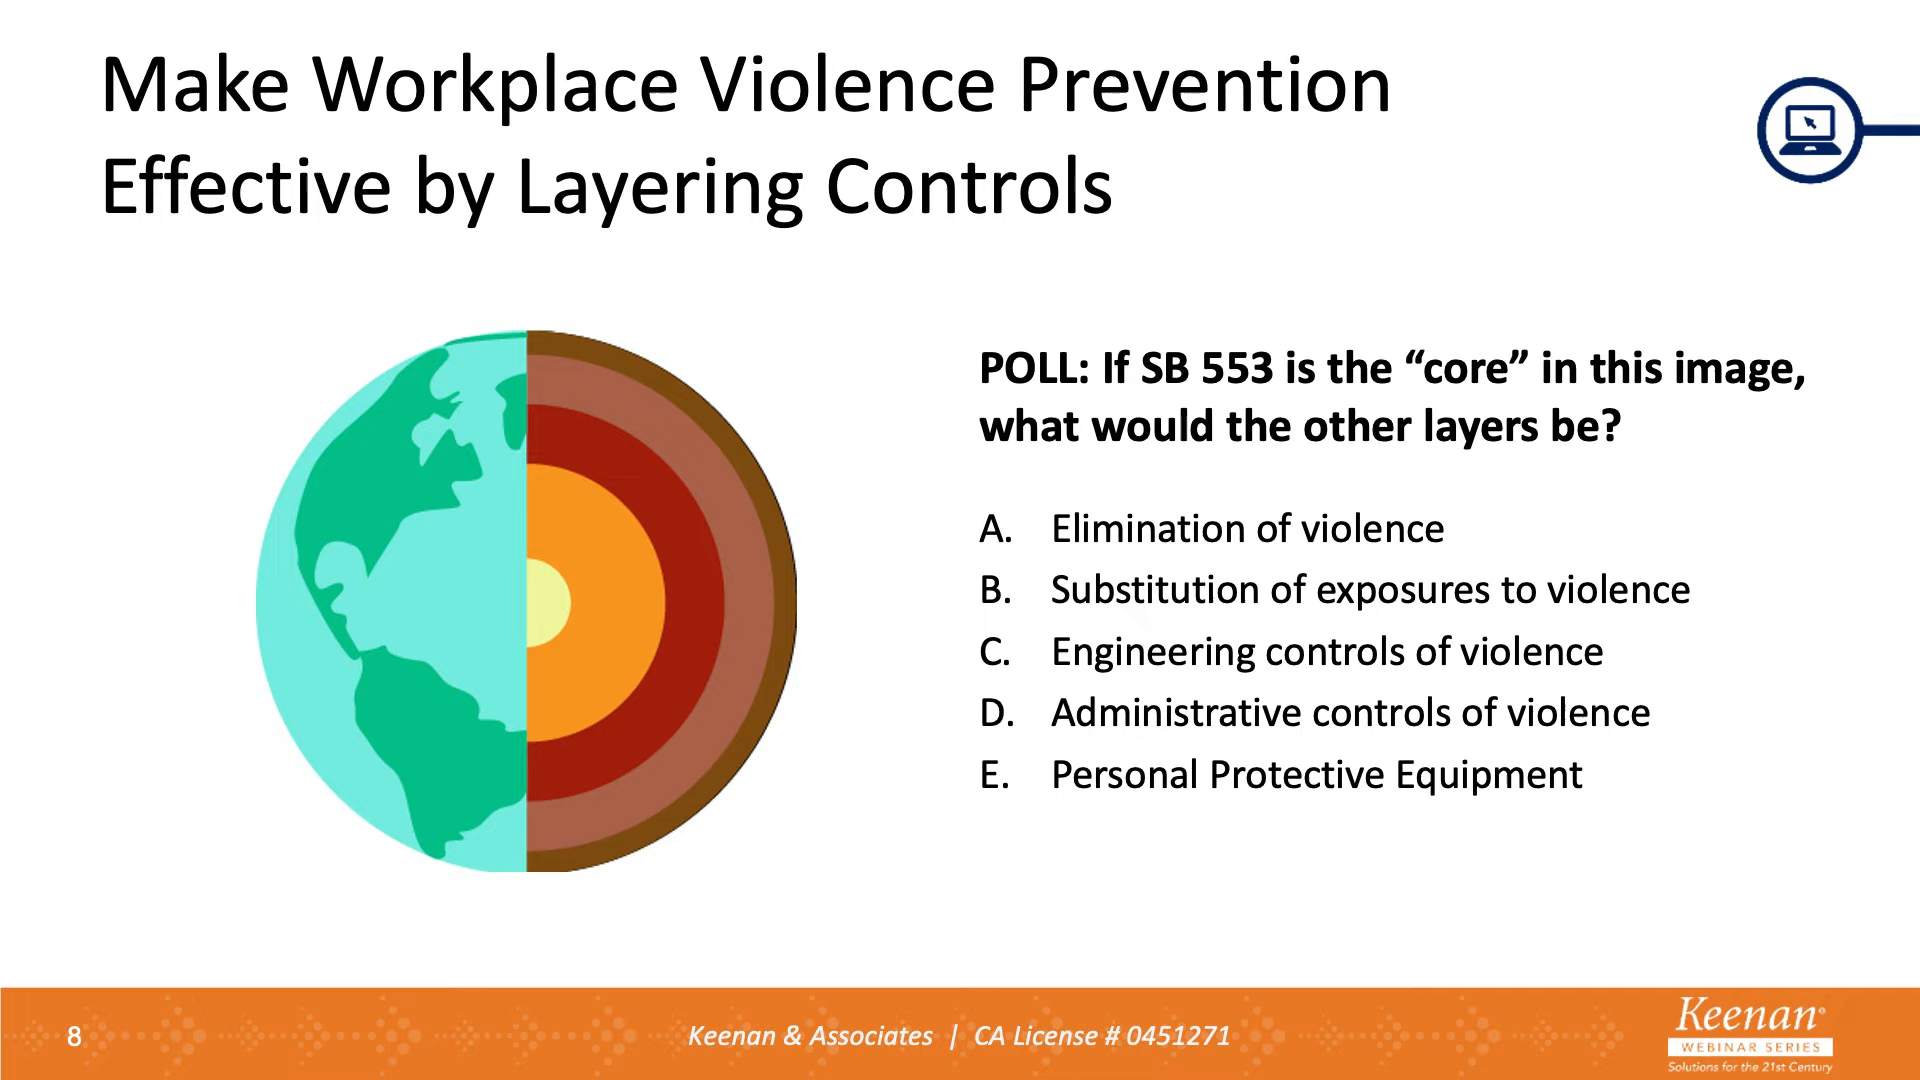 Make Workplace Violence Prevention
Effective by Layering Controls
POLL: If SB 553 is the “core” in this image,
what would the other layers be?
A. Elimination of violence
B. Substitution of exposures to violence
C. Engineering controls of violence
D. Administrative controls of violence
E. Personal Protective Equipment
8
Keenan & Associates | CA License # 0451271
Keenan®
WEBINAR SERIES
Solutions for the 21st Century